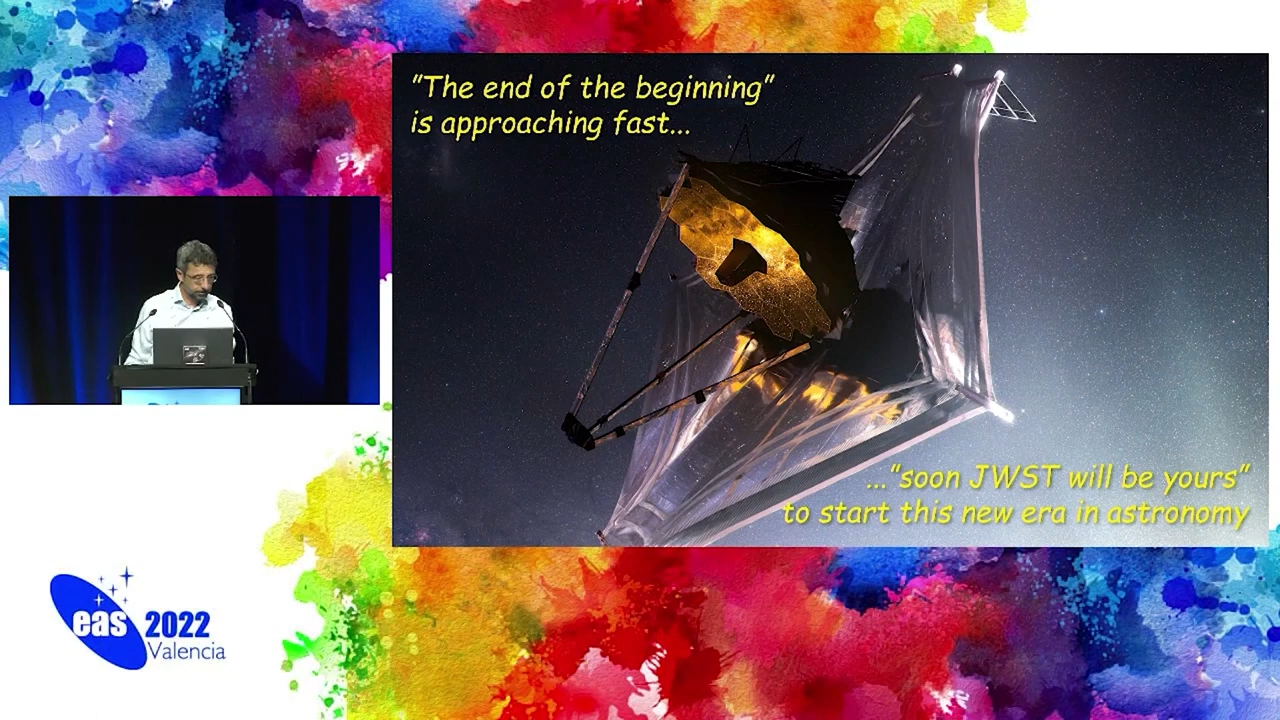 "The end of the beginning"
is approaching fast...
..."soon JWST will be yours"
to start this new era in astronomy
eas 2022
Valencia